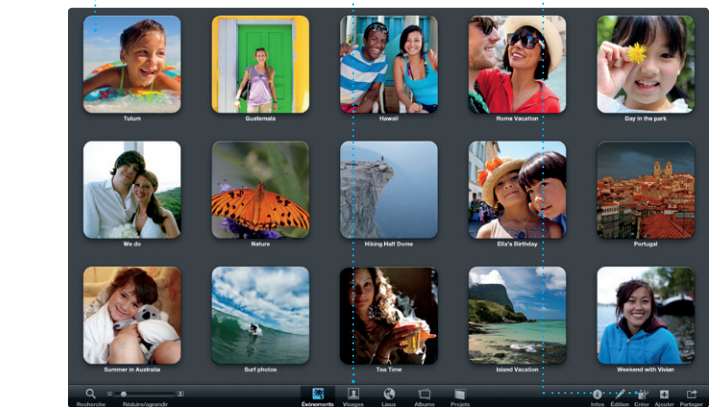 Tulum Guatemala Hawaii Rome Vacation Day in the park
We do Nature Hiking Half Dome Ella's Birthday Portugal
Summer in Australia Surf photos Tea Time Island Vacation Weekend with Vivian
Recherche Réduire/agrandir Événements Visages Lieux Albums Projets Infos Édition Créer Ajouter Partager